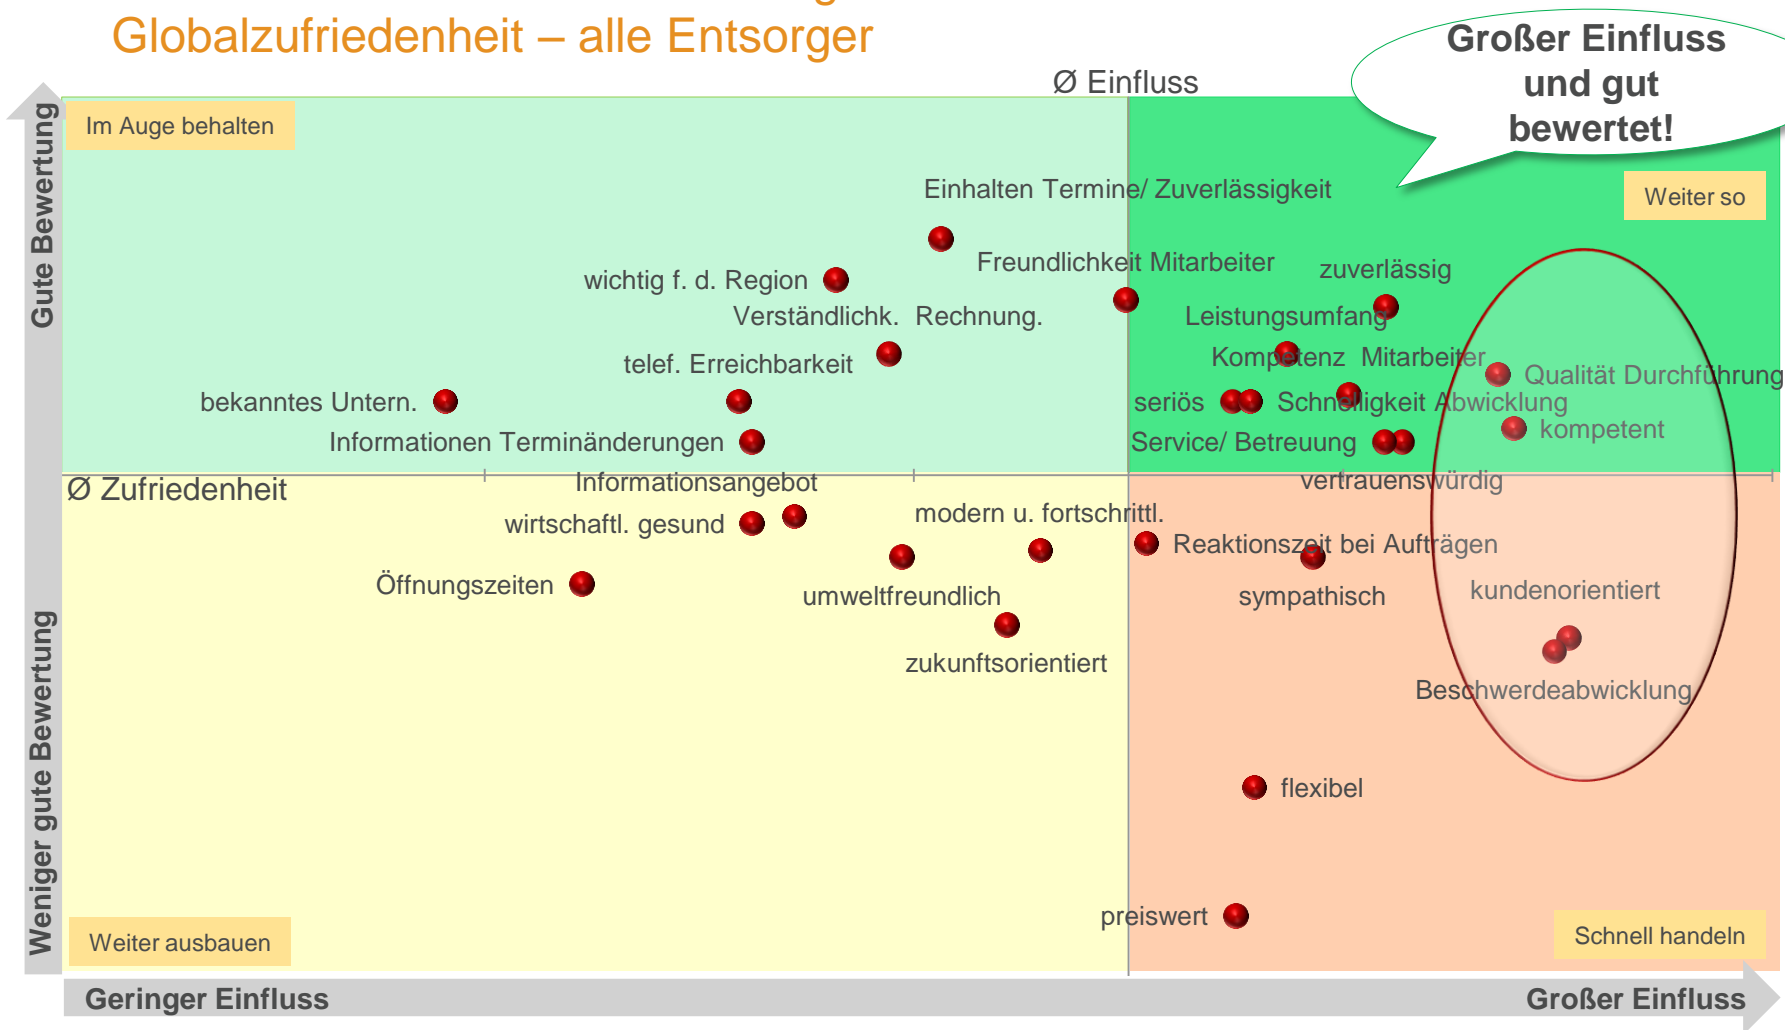 Globalzufriedenheit – alle Entsorger
Großer Einfluss
und gut
bewertet!
Ø Einfluss
Im Auge behalten
Weiter so
Gute Bewertung
Einhalten Termine/ Zuverlässigkeit
Freundlichkeit Mitarbeiter
zuverlässig
wichtig f. d. Region
Verständlichk. Rechnung.
Leistungsumfang
telef. Erreichbarkeit
Kompetenz Mitarbeiter
Qualität Durchführung
bekanntes Untern.
seriös
Schnelligkeit Abwicklung
Informationen Terminänderungen
Service/ Betreuung
kompetent
Ø Zufriedenheit
Informationsangebot
vertrauenswürdig
wirtschaftl. gesund
modern u. fortschrittl.
Reaktionszeit bei Aufträgen
Öffnungszeiten
umweltfreundlich
sympathisch
kundenorientiert
zukunftsorientiert
Beschwerdeabwicklung
Weniger gute Bewertung
flexibel
preiswert
Weiter ausbauen
Schnell handeln
Geringer Einfluss
Großer Einfluss